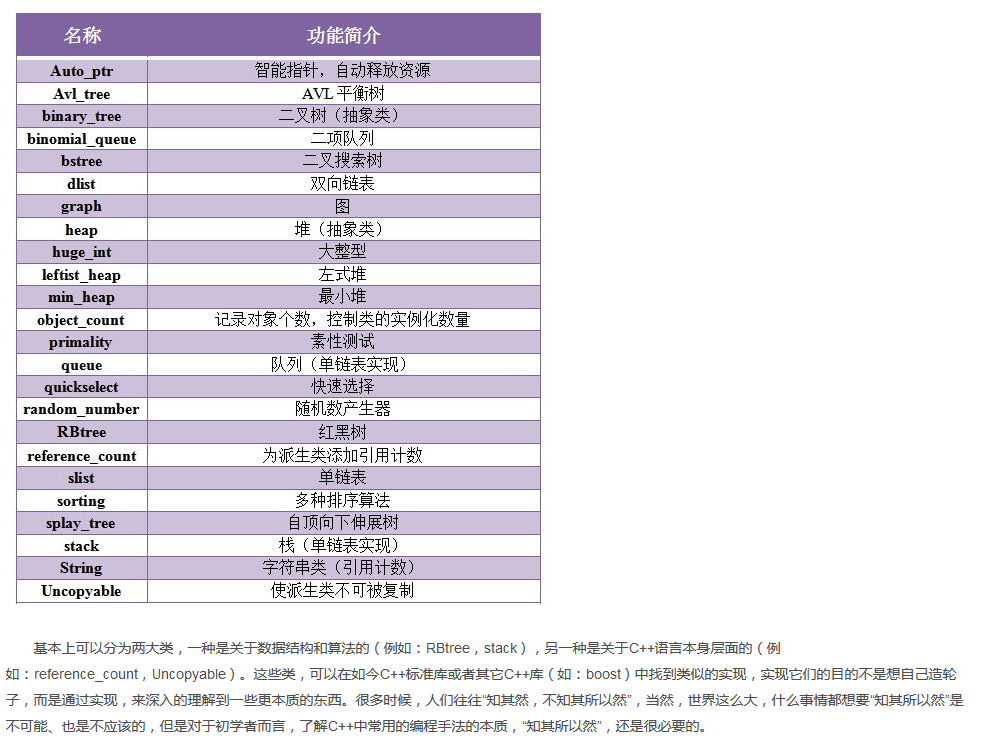 名称 功能简介
Auto_ptr 智能指针，自动释放资源
Avl_tree AVL 平衡树
binary_tree 二叉树（抽象类）
binomial_queue 二项队列
bstree 二叉搜索树
dlist 双向链表
graph 图
heap 堆（抽象类）
huge_int 大整型
leftist_heap 左式堆
min_heap 最小堆
object_count 记录对象个数，控制类的实例化数量
primality 素性测试
queue 队列（单链表实现）
quickselect 快速选择
random_number 随机数产生器
RBtree 红黑树
reference_count 为派生类添加引用计数
slist 单链表
sorting 多种排序算法
splay_tree 自顶向下伸展树
stack 栈（单链表实现）
String 字符串类（引用计数）
Uncopyable 使派生类不可被复制
基本上可以分为两大类，一种是关于数据结构和算法的（例如：RBtree，stack），另一种是关于C++语言本身层面的（例
如：reference_count，Uncopyable）。这些类，可以在如今C++标准库或者其它C++库（如：boost）中找到类似的实现，实现它们的目的不是想自己造轮
子，而是通过实现，来深入的理解到一些更本质的东西。很多时候，人们往往“知其然，不知其所以然”，当然，世界这么大，什么事情都想要“知其所以然”是
不可能、也是不应该的，但是对于初学者而言，了解C++中常用的编程手法的本质，“知其所以然”，还是很必要的。